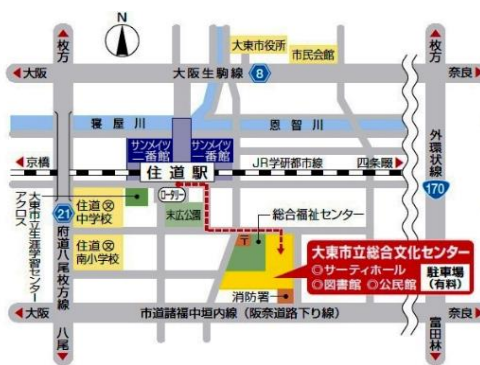 N
枚方
枚方
大東市役所
市民会館
大阪
大阪生駒線
8
奈良
寝屋川
恩智川
サンメイツ
二番館
サンメイツ
一番館
京橋
住道駅
JR学研都市線
四条畷
外環状線
170
大東市立生涯学習センター
アクロス
21
府道八尾枚方線
住道
中学校
文
ロータリー
末広公園
総合福祉センター
住道
南小学校
文
〒
大東市立総合文化センター
◎サーティホール
◎図書館 ◎公民館
駐車場
(有料)
消防署
大阪
市道諸福中垣内線(阪奈道路下り線)
奈良
八尾
富田林